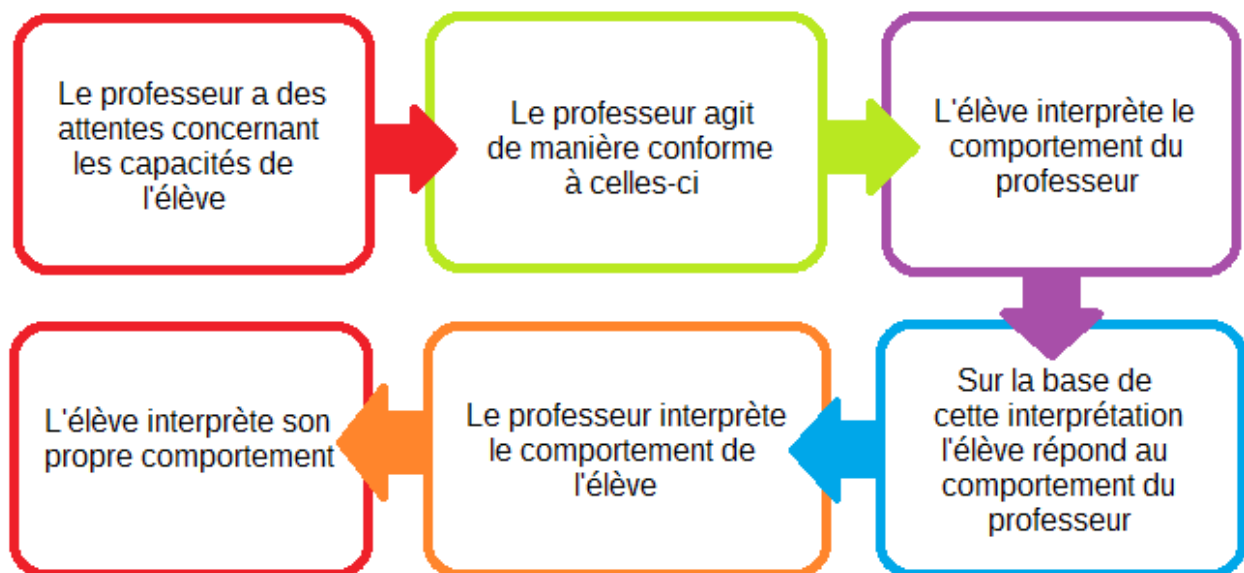 Le professeur a des
attentes concernant
les capacités de
l'élève
Le professeur agit
de manière conforme
à celles-ci
L'élève interprète le
comportement du
professeur
Sur la base de
cette interprétation
l'élève répond au
comportement du
professeur
Le professeur interprète
le comportement de
l'élève
L'élève interprète son
propre comportement